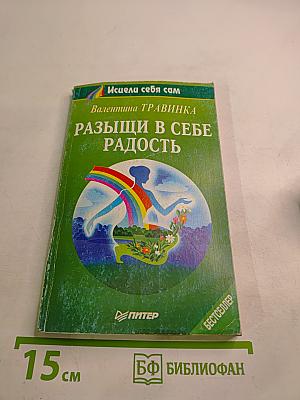 Исцели себя сам
Валентина ТРАВИНКА
РАЗЫЩИ В СЕБЕ
РАДОСТЬ
ПИТЕР
БЕСТСЕЛЛЕР
15 см
БФ БИБЛИОФАН